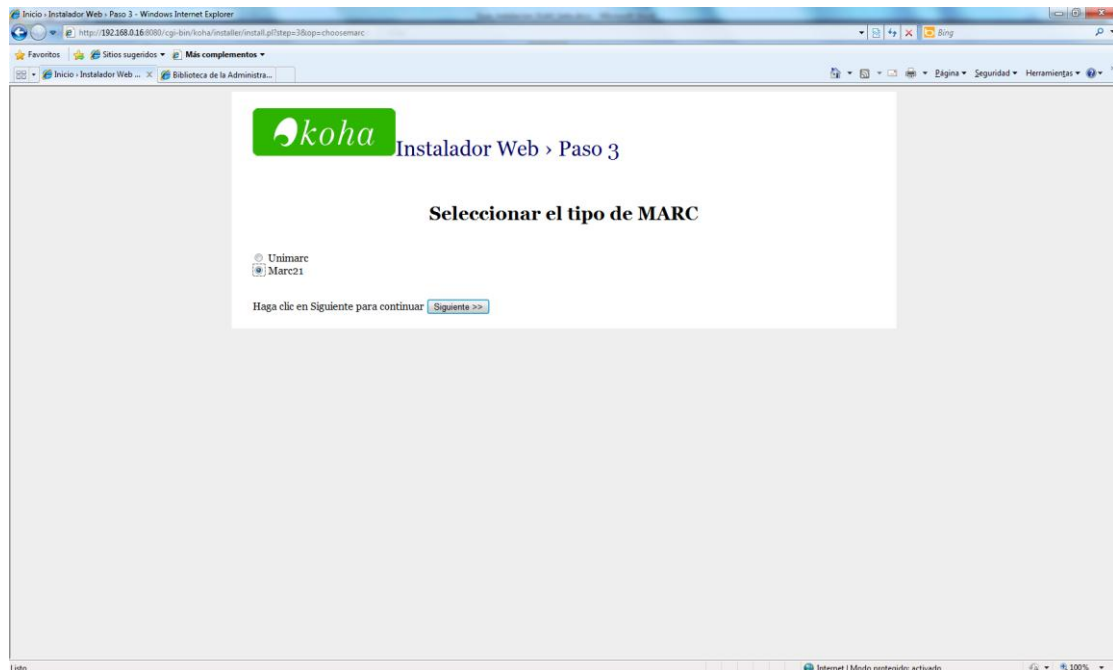 Inicio › Instalador Web › Paso 3 - Windows Internet Explorer
http://192.168.0.16:8080/cgi-bin/koha/installer/install.pl?step=3&op=choosemarc
Bing
Favoritos
Sitios sugeridos
Más complementos
Inicio › Instalador Web ...
Biblioteca de la Administra...
Página
Seguridad
Herramientas
koha
Instalador Web › Paso 3
Seleccionar el tipo de MARC
Unimarc
Marc21
Haga clic en Siguiente para continuar Siguiente >>
Listo
Internet | Modo protegido: activado
100%